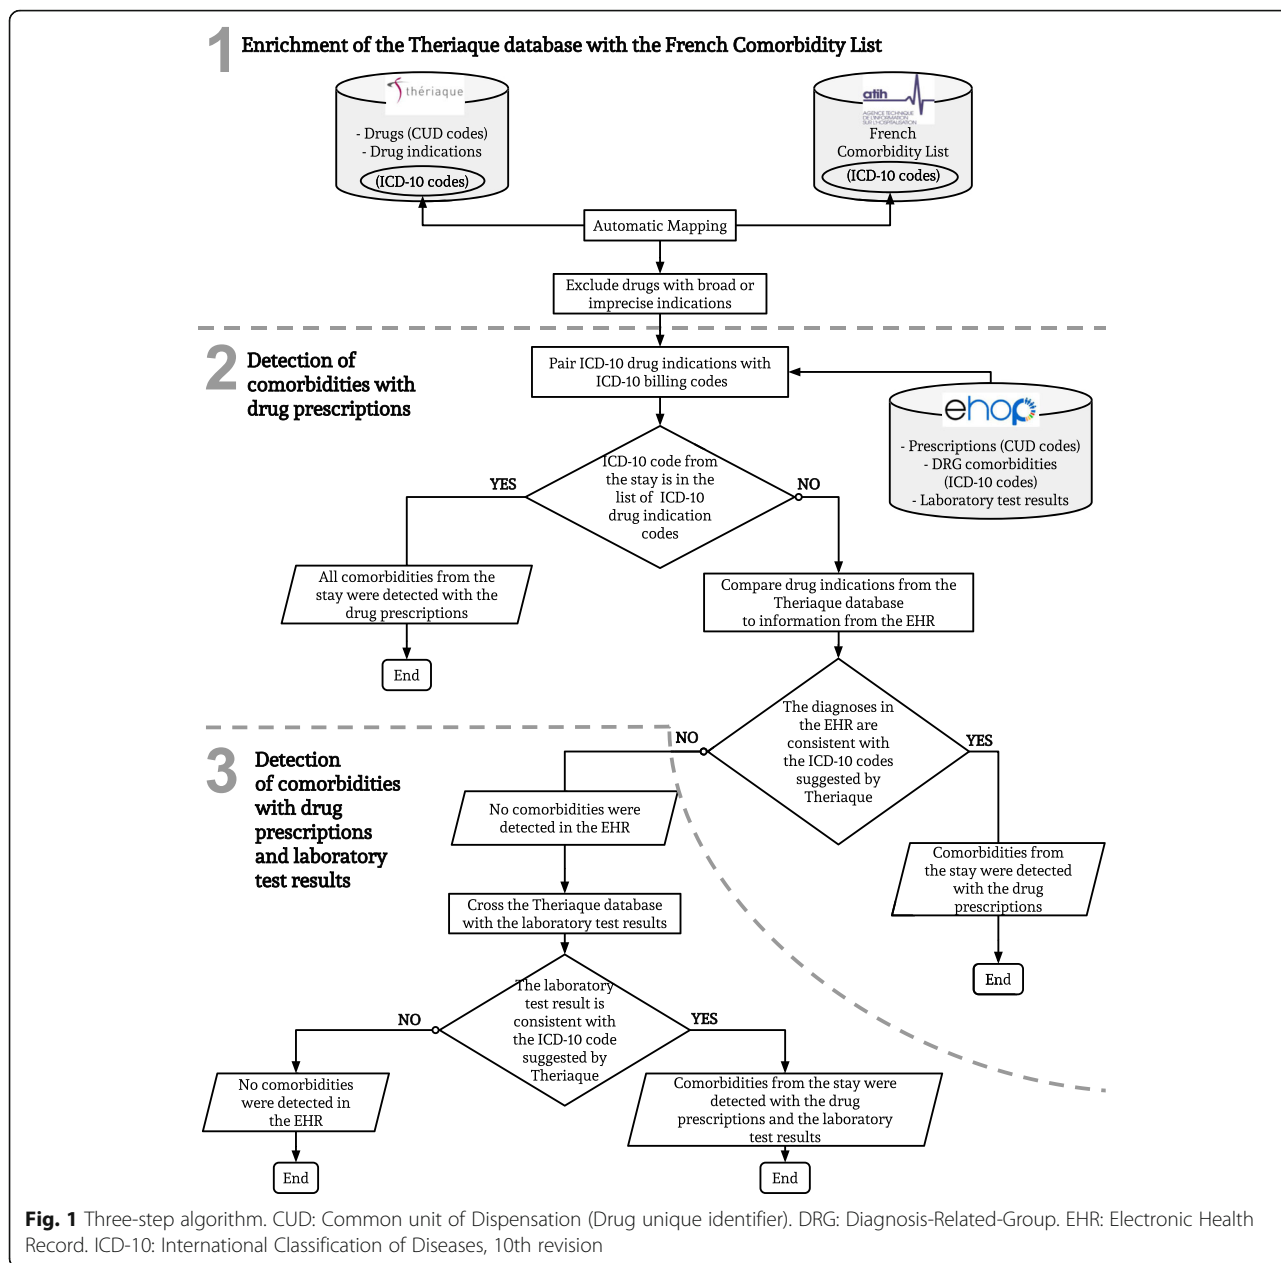 1 Enrichment of the Theriaque database with the French Comorbidity List
thériaque
- Drugs (CUD codes)
- Drug indications
(ICD-10 codes)
atih
AGENCE TECHNIQUE
DE L'INFORMATION
SUR L'HOSPITALISATION
French
Comorbidity List
(ICD-10 codes)
Automatic Mapping
Exclude drugs with broad or
imprecise indications
2 Detection of
comorbidities with
drug prescriptions
Pair ICD-10 drug indications with
ICD-10 billing codes
ehop
- Prescriptions (CUD codes)
- DRG comorbidities
(ICD-10 codes)
- Laboratory test results
ICD-10 code from
the stay is in the
list of ICD-10
drug indication
codes
YES
NO
All comorbidities from the
stay were detected with the
drug prescriptions
End
Compare drug indications from the
Theriaque database
to information from the EHR
The diagnoses in
the EHR are
consistent with
the ICD-10 codes
suggested by
Theriaque
NO
YES
3 Detection
of comorbidities
with drug
prescriptions
and laboratory
test results
No comorbidities were
detected in the EHR
Comorbidities from
the stay were detected
with the drug
prescriptions
End
Cross the Theriaque database
with the laboratory test results
The laboratory
test result is
consistent with
the ICD-10 code
suggested by
Theriaque
NO
YES
No comorbidities
were detected in
the EHR
End
Comorbidities from the stay were
detected with the drug
prescriptions and the laboratory
test results
End
Fig. 1 Three-step algorithm. CUD: Common unit of Dispensation (Drug unique identifier). DRG: Diagnosis-Related-Group. EHR: Electronic Health
Record. ICD-10: International Classification of Diseases, 10th revision